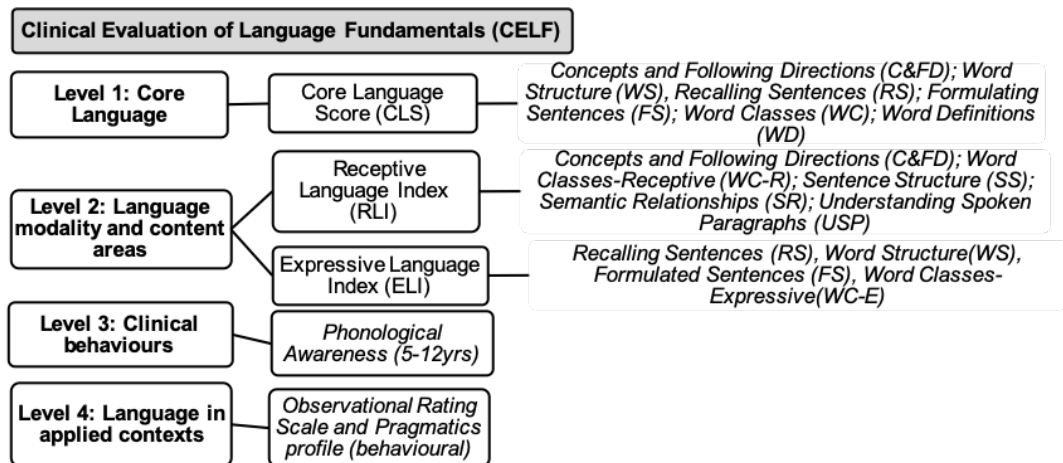 Clinical Evaluation of Language Fundamentals (CELF)
Level 1: Core
Language
Core Language
Score (CLS)
Concepts and Following Directions (C&FD); Word
Structure (WS), Recalling Sentences (RS); Formulating
Sentences (FS); Word Classes (WC); Word Definitions
(WD)
Level 2: Language
modality and content
areas
Receptive
Language Index
(RLI)
Concepts and Following Directions (C&FD); Word
Classes-Receptive (WC-R); Sentence Structure (SS);
Semantic Relationships (SR); Understanding Spoken
Paragraphs (USP)
Expressive Language
Index (ELI)
Recalling Sentences (RS), Word Structure(WS),
Formulated Sentences (FS), Word Classes-
Expressive(WC-E)
Level 3: Clinical
behaviours
Phonological
Awareness (5-12yrs)
Level 4: Language in
applied contexts
Observational Rating
Scale and Pragmatics
profile (behavioural)